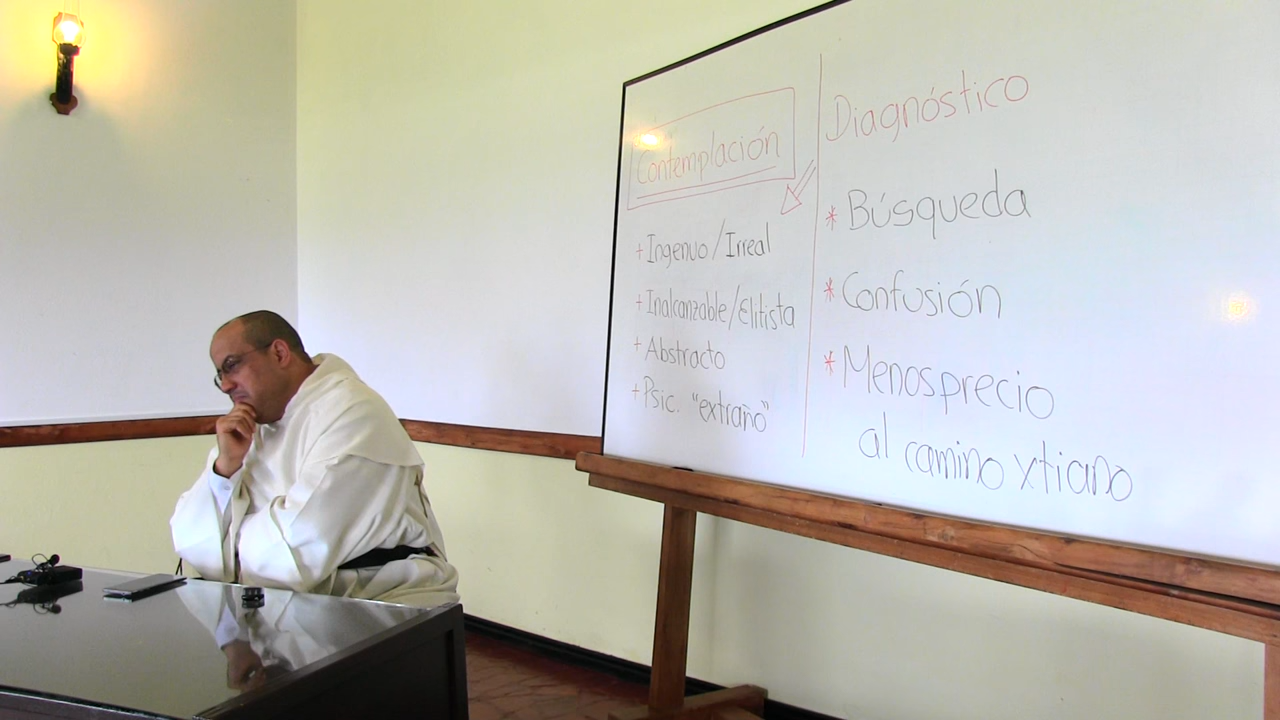 Contemplación
+ Ingenuo/Irreal
+ Inalcanzable/Elitista
+ Abstracto
+ Psic. "extraño"
Diagnóstico
* Búsqueda
* Confusión
* Menosprecio
al camino xtiano